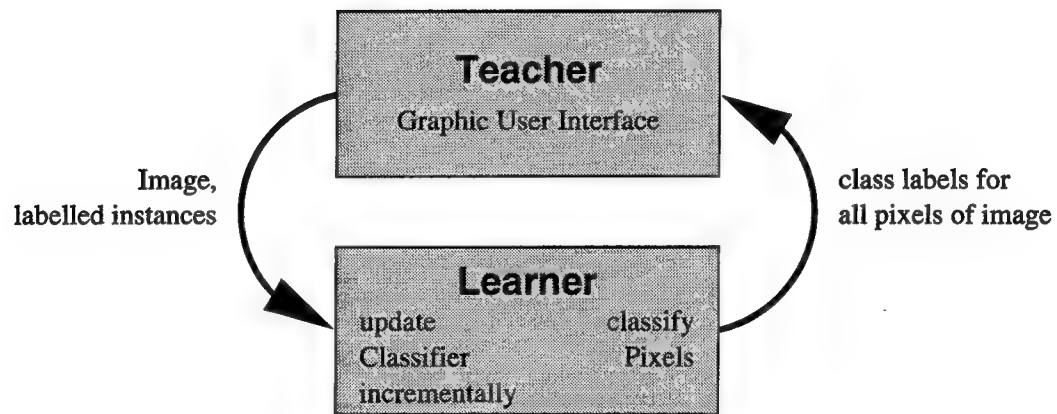 Teacher
Graphic User Interface
Image,
labelled instances
class labels for
all pixels of image
Learner
update
Classifier
incrementally
classify
Pixels